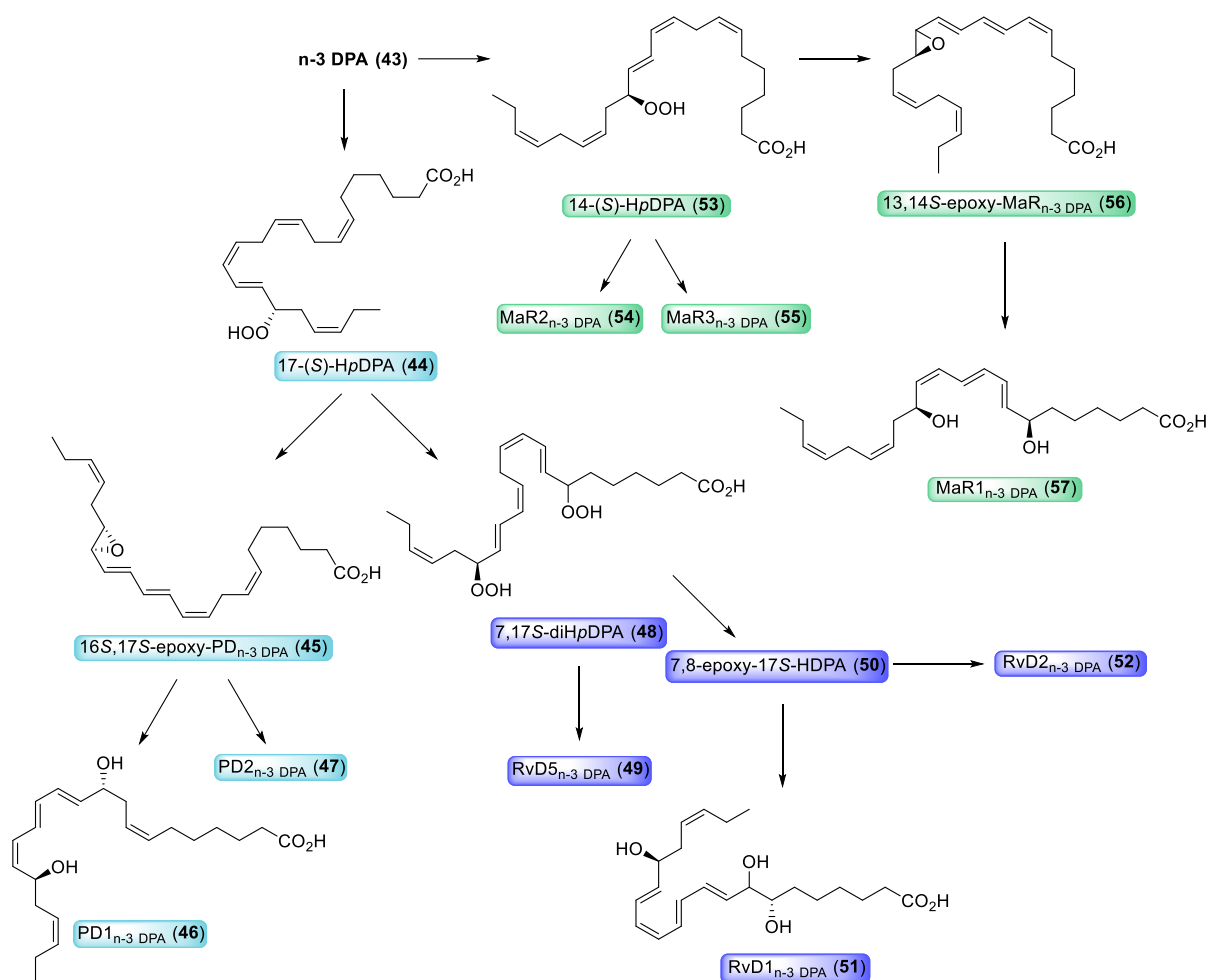 n-3 DPA (43)
O
OOH
CO₂H
CO₂H
CO₂H
14-(S)-HpDPA (53)
13,14S-epoxy-MaRn-3 DPA (56)
HOO
MaR2n-3 DPA (54)
MaR3n-3 DPA (55)
17-(S)-HpDPA (44)
OH
OH
CO₂H
MaR1n-3 DPA (57)
O
CO₂H
OOH
CO₂H
OOH
16S,17S-epoxy-PDn-3 DPA (45)
7,17S-diHpDPA (48)
7,8-epoxy-17S-HDPA (50)
RvD2n-3 DPA (52)
OH
PD2n-3 DPA (47)
RvD5n-3 DPA (49)
CO₂H
OH
HO
OH
CO₂H
OH
PD1n-3 DPA (46)
RvD1n-3 DPA (51)